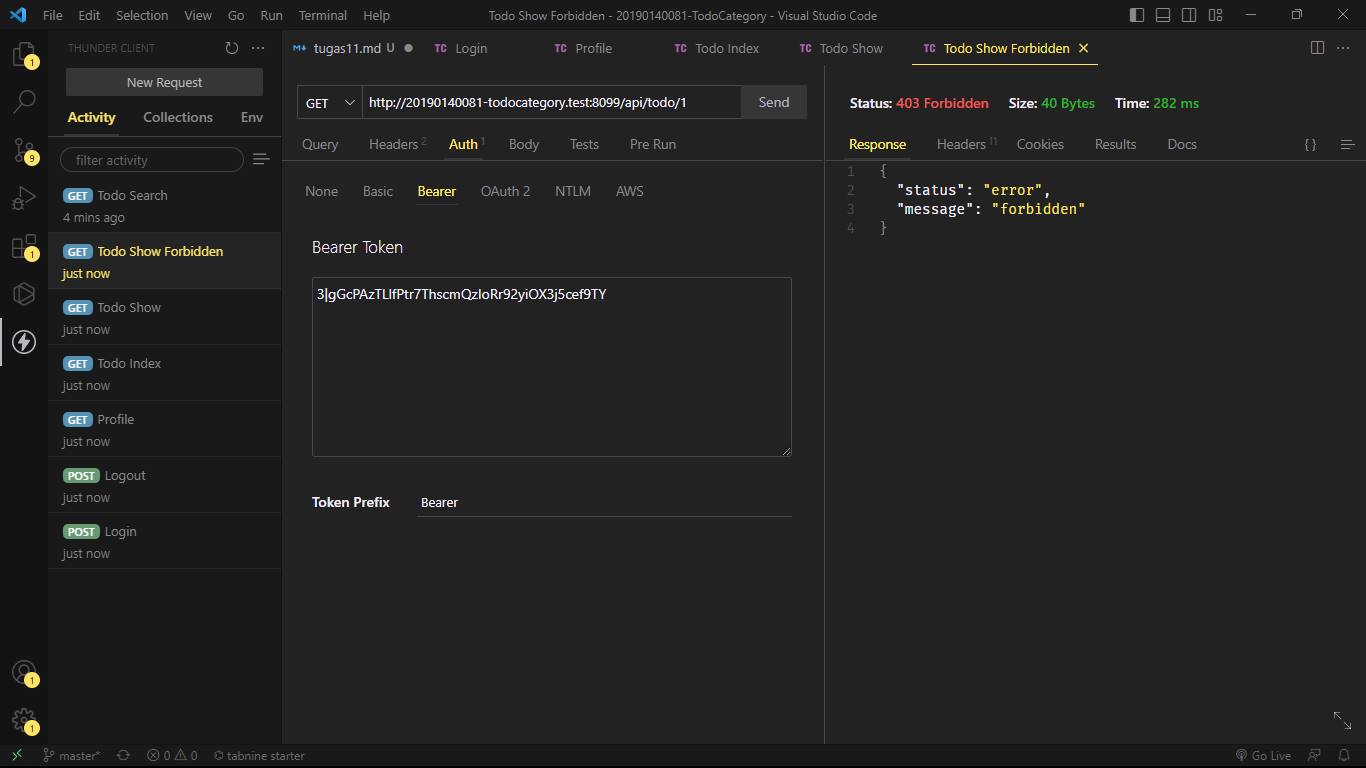 File Edit Selection View Go Run Terminal Help
Todo Show Forbidden - 20190140081-TodoCategory - Visual Studio Code
THUNDER CLIENT
New Request
Activity Collections Env
filter activity
GET Todo Search
4 mins ago
GET Todo Show Forbidden
just now
GET Todo Show
just now
GET Todo Index
just now
GET Profile
just now
POST Logout
just now
POST Login
just now
tugas11.md U
TC Login
TC Profile
TC Todo Index
TC Todo Show
TC Todo Show Forbidden
GET http://20190140081-todocategory.test:8099/api/todo/1 Send
Query Headers 2 Auth 1 Body Tests Pre Run
None Basic Bearer OAuth 2 NTLM AWS
Bearer Token
3|gGcPAzTLlfPtr7ThscmQzIoRr92yiOX3j5cef9TY
Token Prefix Bearer
Status: 403 Forbidden Size: 40 Bytes Time: 282 ms
Response Headers 11 Cookies Results Docs { }
1 {
2 "status": "error",
3 "message": "forbidden"
4 }
1
9
1
1
1
master* 0 0 tabnine starter
Go Live